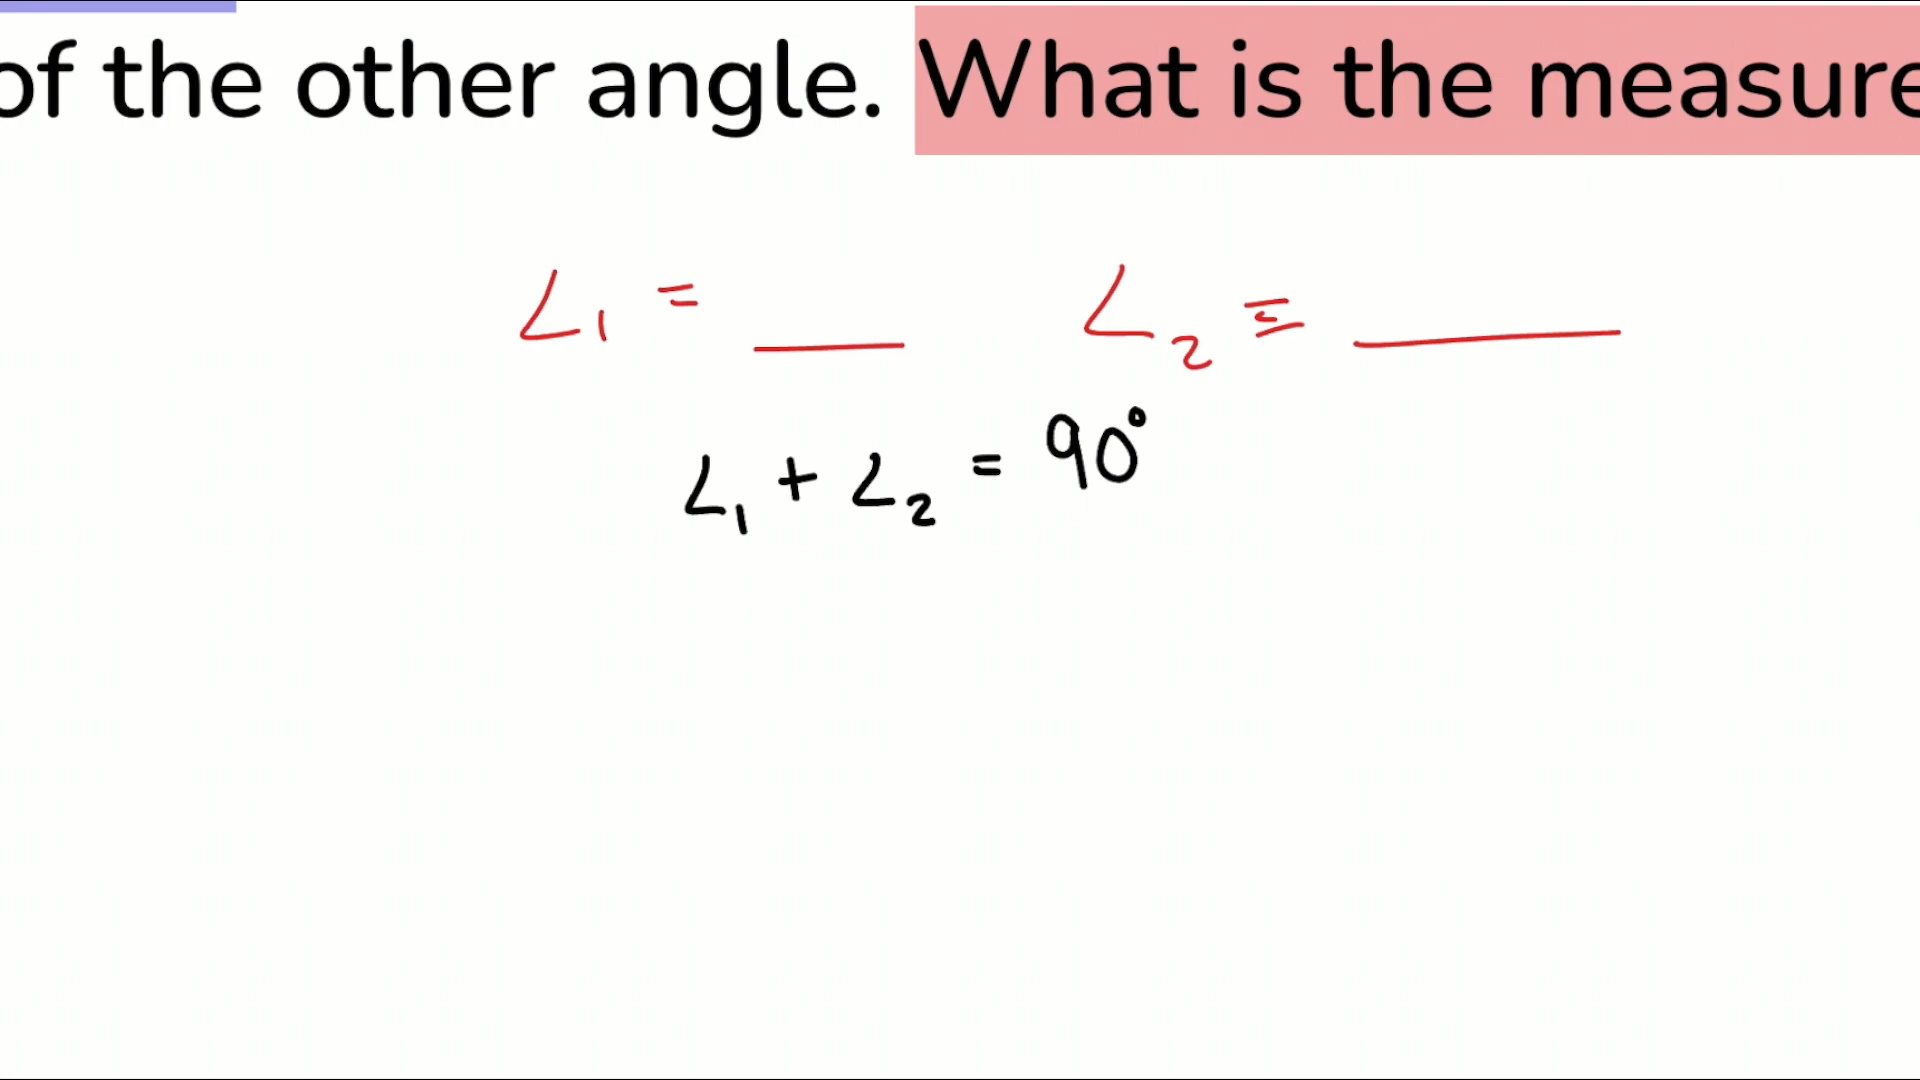 of the other angle. What is the measure
∠₁ = ___ ∠₂ = ___
∠₁ + ∠₂ = 90°